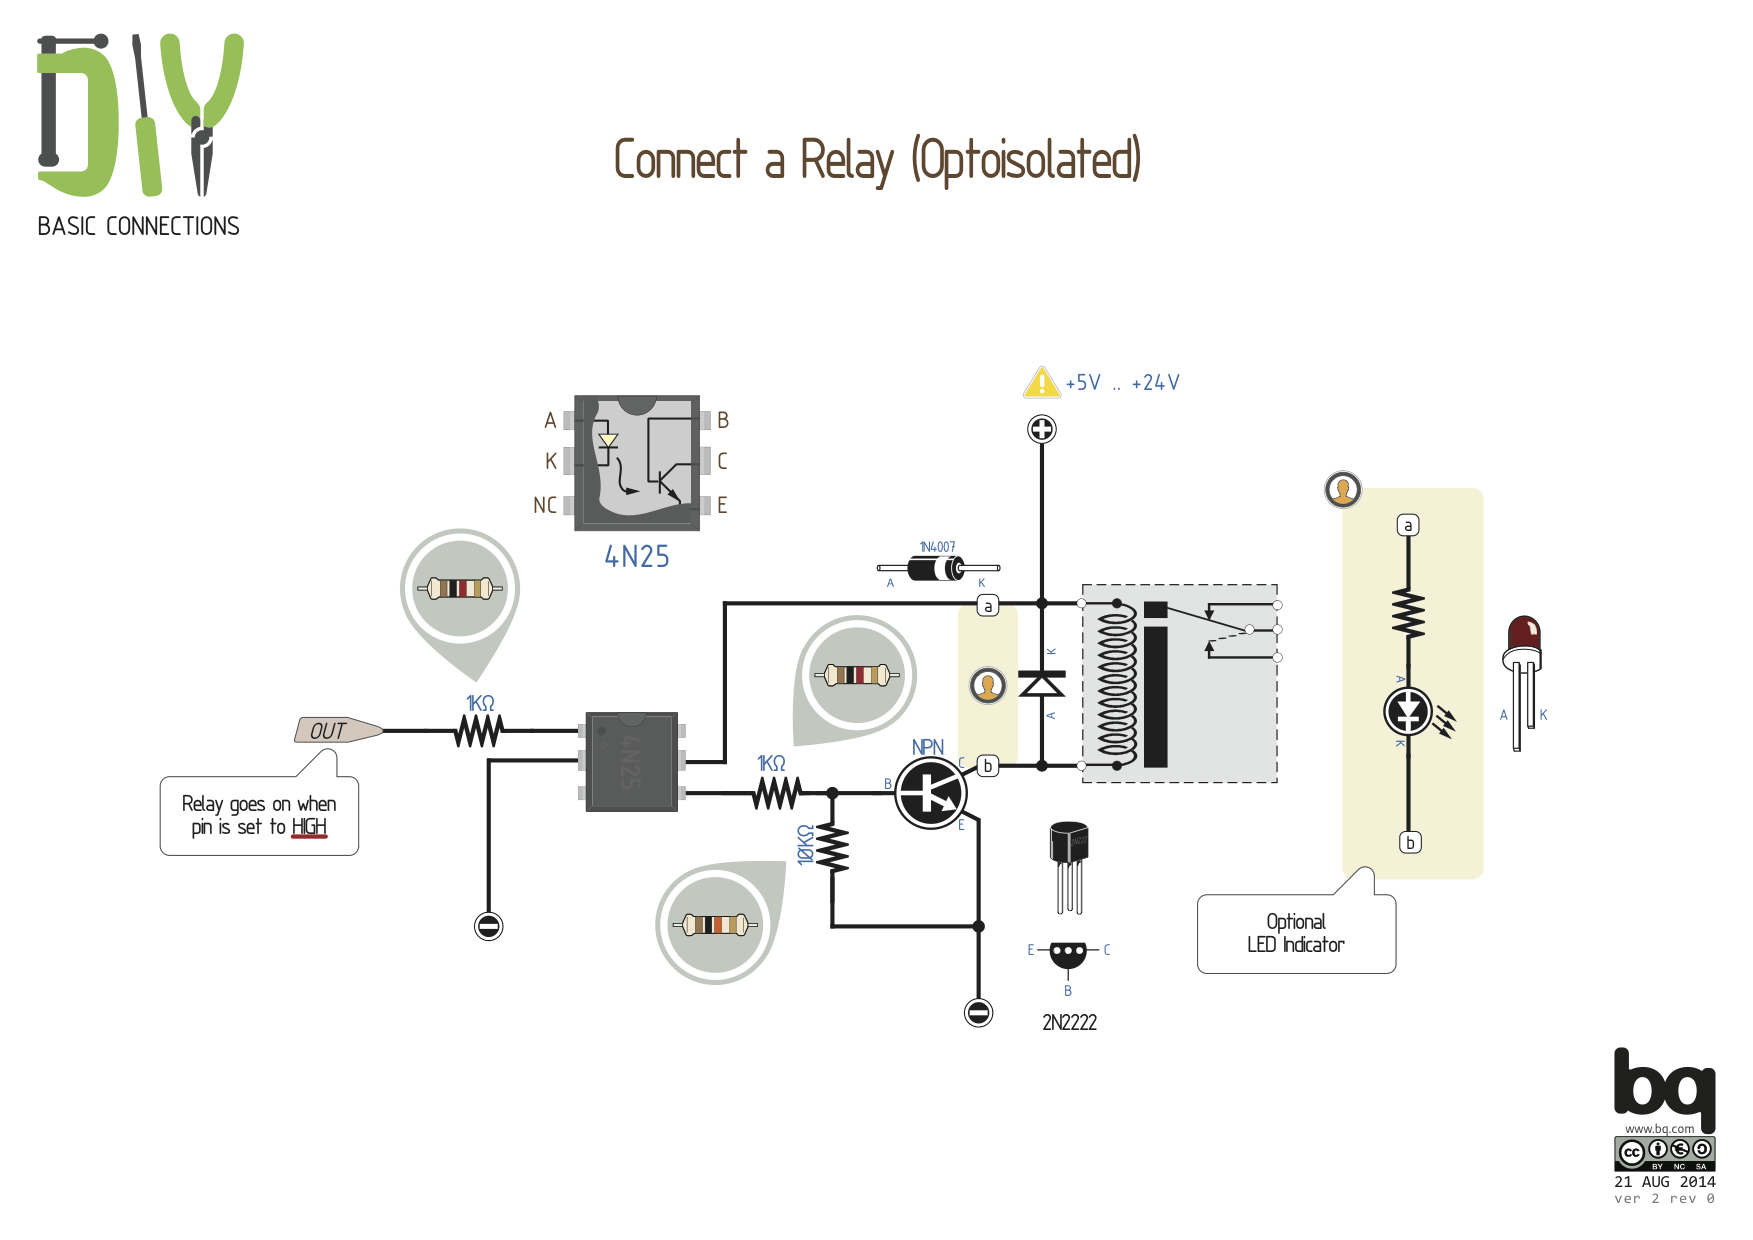 DIY
BASIC CONNECTIONS
Connect a Relay (Optoisolated)
+5V .. +24V
A
B
K
C
NC
E
4N25
1N4007
A
K
a
a
K
A
1KΩ
OUT
Relay goes on when
pin is set to HIGH
4N25
1KΩ
10KΩ
NPN
B
C
E
b
A
K
A
K
b
Optional
LED Indicator
E
C
B
2N2222
bq
www.bq.com
cc
BY NC SA
21 AUG 2014
ver 2 rev 0